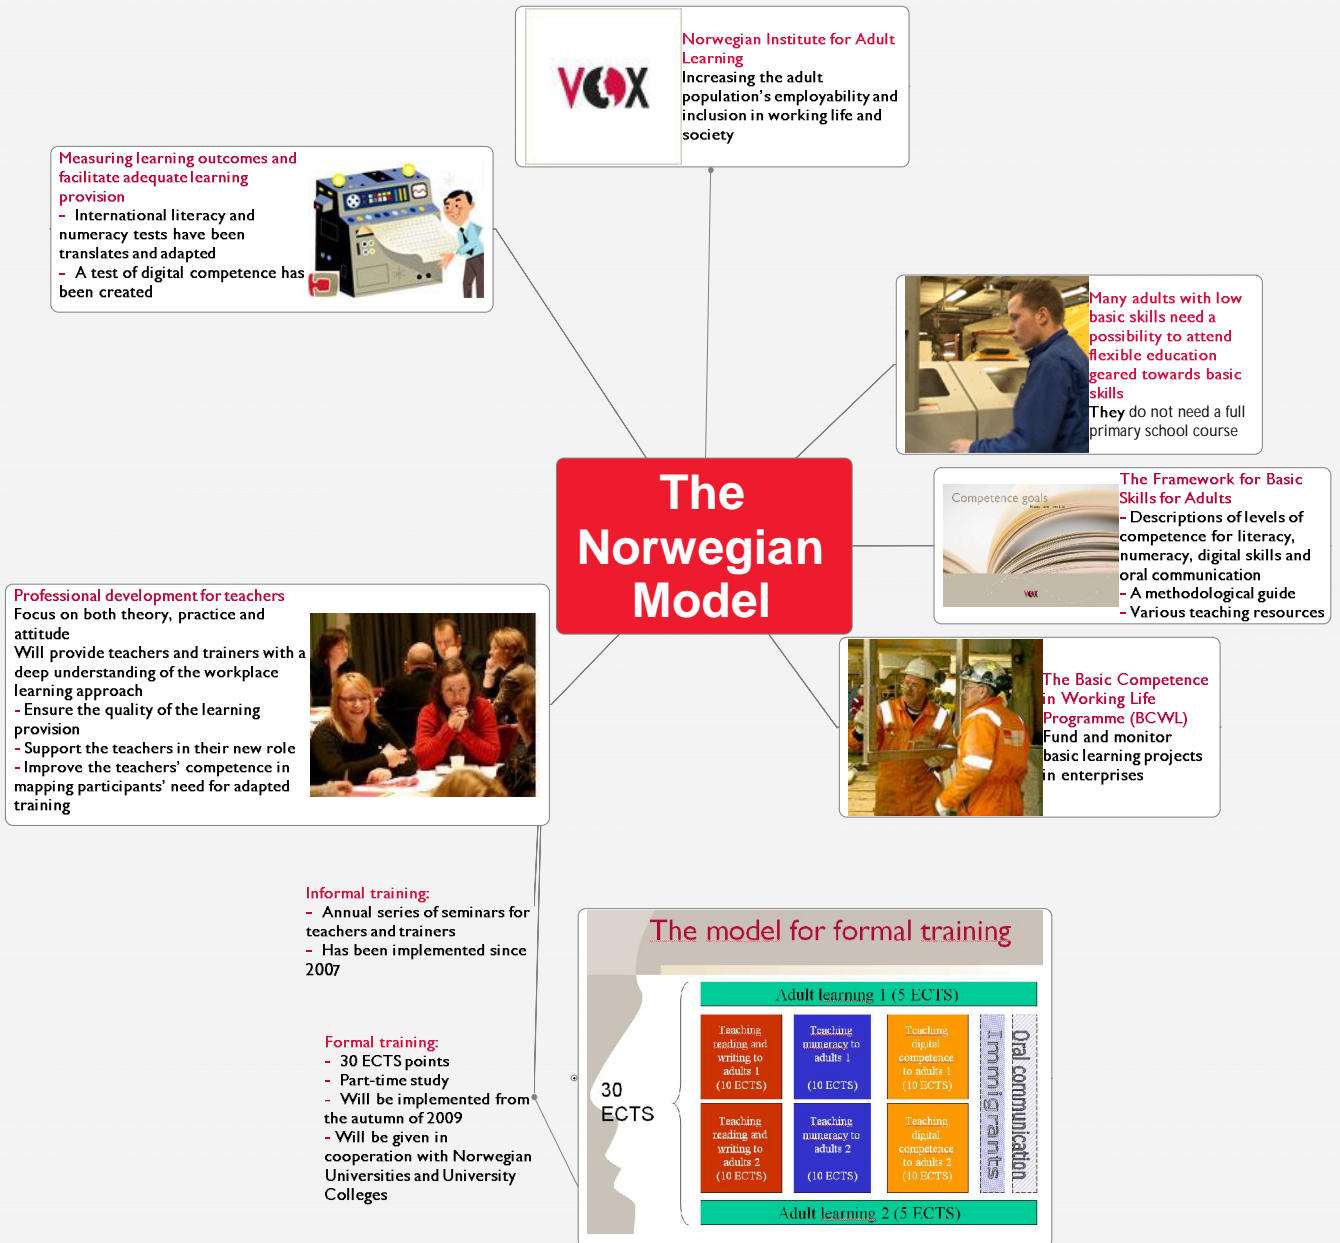 VOX
Norwegian Institute for Adult
Learning
Increasing the adult
population's employability and
inclusion in working life and
society
Measuring learning outcomes and
facilitate adequate learning
provision
- International literacy and
numeracy tests have been
translates and adapted
- A test of digital competence has
been created
Many adults with low
basic skills need a
possibility to attend
flexible education
geared towards basic
skills
They do not need a full
primary school course
The
Norwegian
Model
Competence goals
VOX
The Framework for Basic
Skills for Adults
- Descriptions of levels of
competence for literacy,
numeracy, digital skills and
oral communication
- A methodological guide
- Various teaching resources
Professional development for teachers
Focus on both theory, practice and
attitude
Will provide teachers and trainers with a
deep understanding of the workplace
learning approach
- Ensure the quality of the learning
provision
- Support the teachers in their new role
- Improve the teachers' competence in
mapping participants' need for adapted
training
The Basic Competence
in Working Life
Programme (BCWL)
Fund and monitor
basic learning projects
in enterprises
Informal training:
- Annual series of seminars for
teachers and trainers
- Has been implemented since
2007
Formal training:
- 30 ECTS points
- Part-time study
- Will be implemented from
the autumn of 2009
- Will be given in
cooperation with Norwegian
Universities and University
Colleges
The model for formal training
Adult learning 1 (5 ECTS)
30
ECTS
Teaching
reading and
writing to
adults 1
(10 ECTS)
Teaching
numeracy to
adults 1
(10 ECTS)
Teaching
digital
competence
to adults 1
(10 ECTS)
Teaching
reading and
writing to
adults 2
(10 ECTS)
Teaching
numeracy to
adults 2
(10 ECTS)
Teaching
digital
competence
to adults 2
(10 ECTS)
Immigrants
Oral communication
Adult learning 2 (5 ECTS)